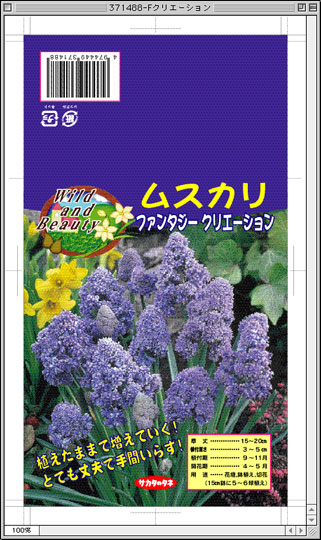 371488-Fクリエーション
4 974449 371488
紙
プラ
Wild
and
Beauty
ムスカリ
ファンタジー クリエーション
植えたままで増えていく!
とても丈夫で手間いらず!
サカタのタネ
草丈 ……………… 15〜20cm
植付深さ ……………… 3〜5cm
植付期 ……………… 9〜11月
開花期 ……………… 4〜5月
用途 …… 花壇、鉢植え、切花
(15cm鉢に5〜6球植え)
100%